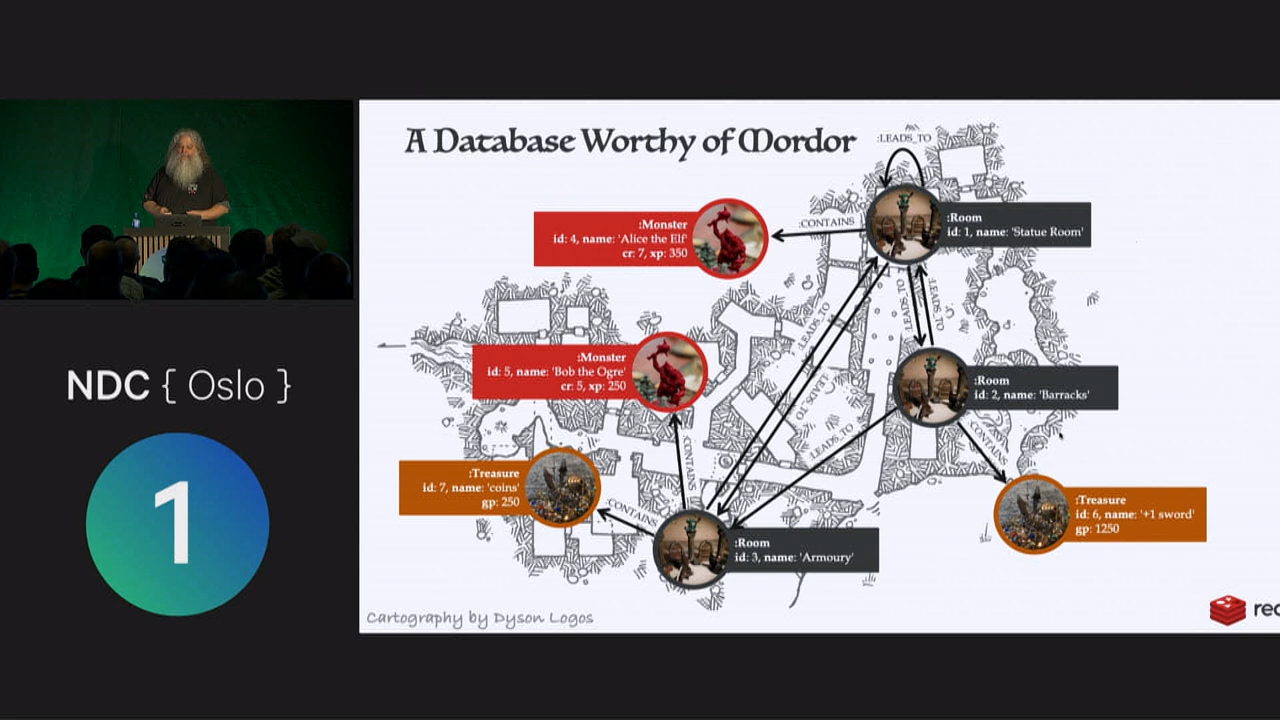 A Database Worthy of Mordor
:LEADS_TO
:Monster
id: 4, name: 'Alice the Elf'
cr: 7, xp: 350
:CONTAINS
:Room
id: 1, name: 'Statue Room'
:LEADS_TO
:LEADS_TO
:LEADS_TO
:LEADS_TO
:Monster
id: 5, name: 'Bob the Ogre'
cr: 5, xp: 250
:Room
id: 2, name: 'Barracks'
NDC { Oslo }
:LEADS_TO
:CONTAINS
:CONTAINS
:Treasure
id: 7, name: 'coins'
gp: 250
:CONTAINS
:Treasure
id: 6, name: '+1 sword'
gp: 1250
1
:Room
id: 3, name: 'Armoury'
Cartography by Dyson Logos